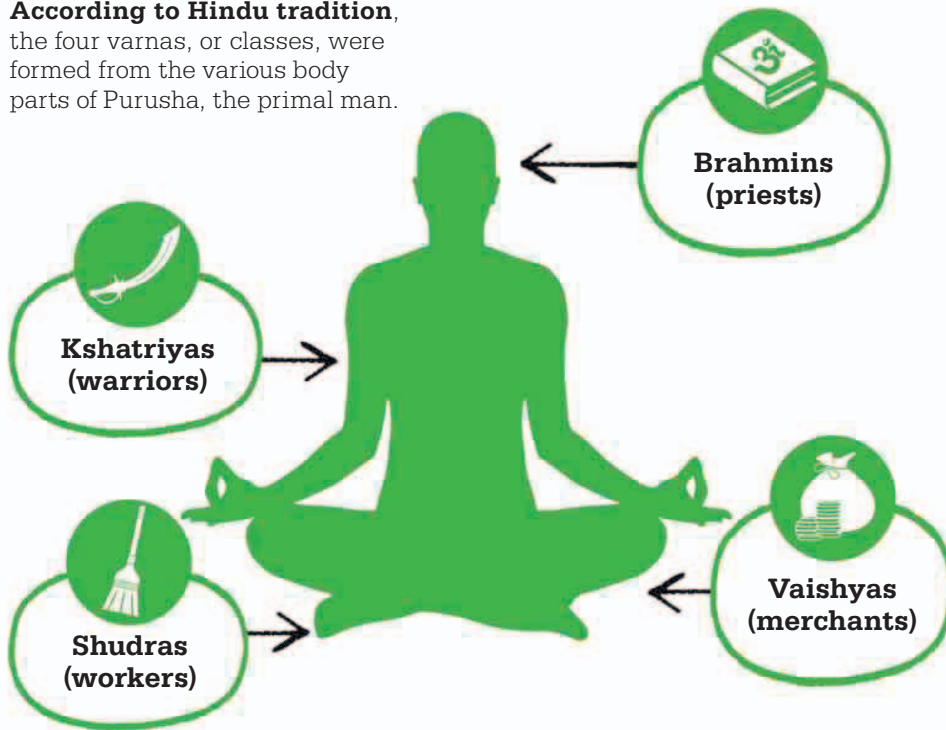 According to Hindu tradition,
the four varnas, or classes, were
formed from the various body
parts of Purusha, the primal man.
ॐ
Brahmins
(priests)
Kshatriyas
(warriors)
Vaishyas
(merchants)
Shudras
(workers)